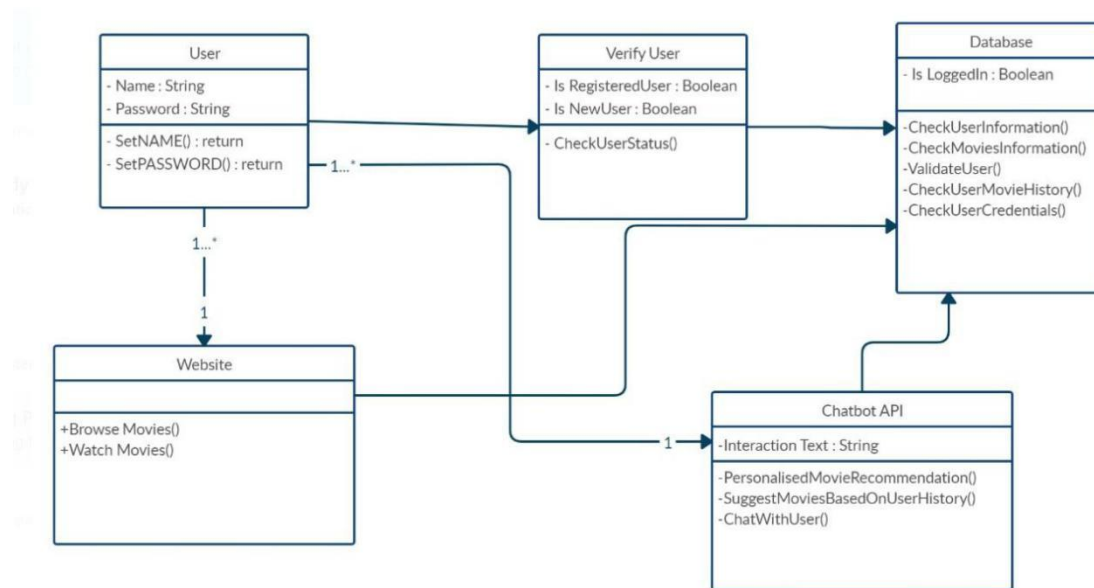 User
- Name : String
- Password : String
- SetNAME() : return
- SetPASSWORD() : return
Verify User
- Is RegisteredUser : Boolean
- Is NewUser : Boolean
- CheckUserStatus()
Database
- Is LoggedIn : Boolean
-CheckUserInformation()
-CheckMoviesInformation()
-ValidateUser()
-CheckUserMovieHistory()
-CheckUserCredentials()
1...*
1...*
1
Website
+Browse Movies()
+Watch Movies()
1
Chatbot API
-Interaction Text : String
-PersonalisedMovieRecommendation()
-SuggestMoviesBasedOnUserHistory()
-ChatWithUser()